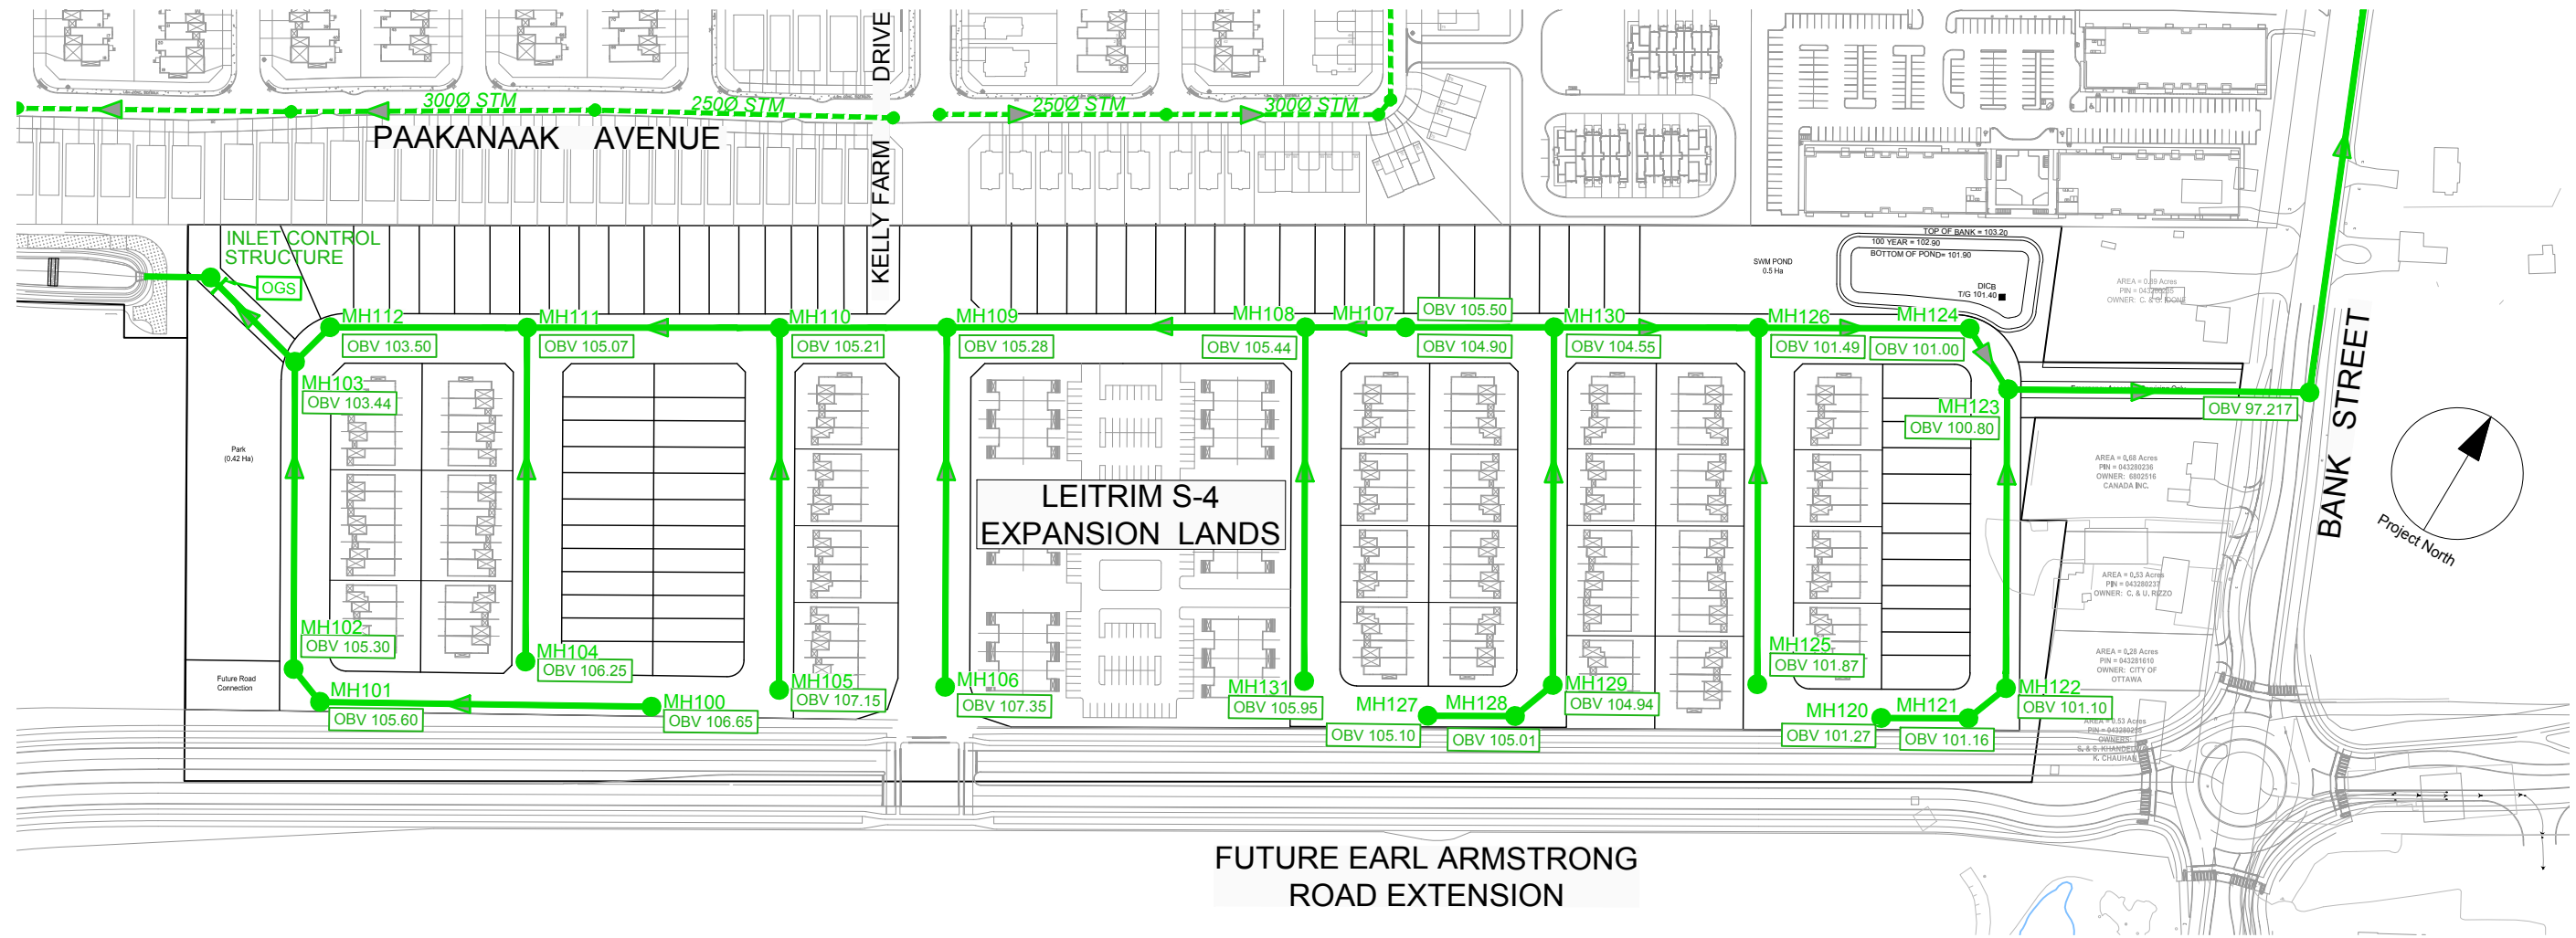 DRIVE
300Ø STM
250Ø STM
250Ø STM
300Ø STM
PAAKANAAK AVENUE
KELLY FARM
INLET CONTROL
STRUCTURE
OGS
TOP OF BANK = 103.20
100 YEAR = 102.90
BOTTOM OF POND= 101.90
SWM POND
0.5 Ha
DICB
T/G 101.40
PIN =
OWNER: C. & G.
MH112
OBV 103.50
MH111
OBV 105.07
MH110
OBV 105.21
MH109
OBV 105.28
MH108
OBV 105.44
MH107
OBV 105.50
OBV 104.90
MH130
OBV 104.55
MH126
OBV 101.49
MH124
OBV 101.00
MH103
OBV 103.44
MH123
OBV 100.80
OBV 97.217
BANK STREET
Project North
Park
(0.42 Ha)
LEITRIM S-4
EXPANSION LANDS
AREA = 0.68 Acres
PIN = 043280236
OWNER: 6802516
CANADA INC.
AREA = 0.53 Acres
PIN = 043280237
OWNER: C. & U. RIZZO
AREA = 0.28 Acres
PIN = 043281610
OWNER: CITY OF
OTTAWA
AREA = 0.53 Acres
OWNERS:
K. CHAUHAN
MH102
OBV 105.30
Future Road
Connection
MH101
OBV 105.60
MH100
OBV 106.65
MH104
OBV 106.25
MH105
OBV 107.15
MH106
OBV 107.35
MH131
OBV 105.95
MH127
OBV 105.10
MH128
OBV 105.01
MH129
OBV 104.94
MH125
OBV 101.87
MH120
OBV 101.27
MH121
OBV 101.16
MH122
OBV 101.10
FUTURE EARL ARMSTRONG
ROAD EXTENSION